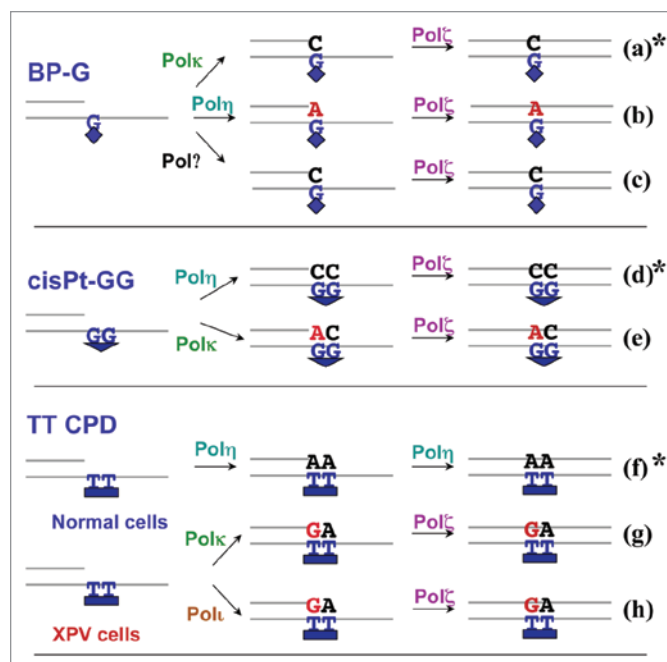 C Polζ C (a)*
BP-G Polκ G G
G Polη A Polζ A (b)
G G
Pol? C Polζ C (c)
G G
cisPt-GG Polη CC Polζ CC (d)*
GG GG
GG Polκ AC Polζ AC (e)
GG GG
TT CPD
Polη AA Polη AA (f)*
TT TT TT
Normal cells Polκ GA Polζ GA (g)
TT TT
TT Polι GA Polζ GA (h)
XPV cells TT TT